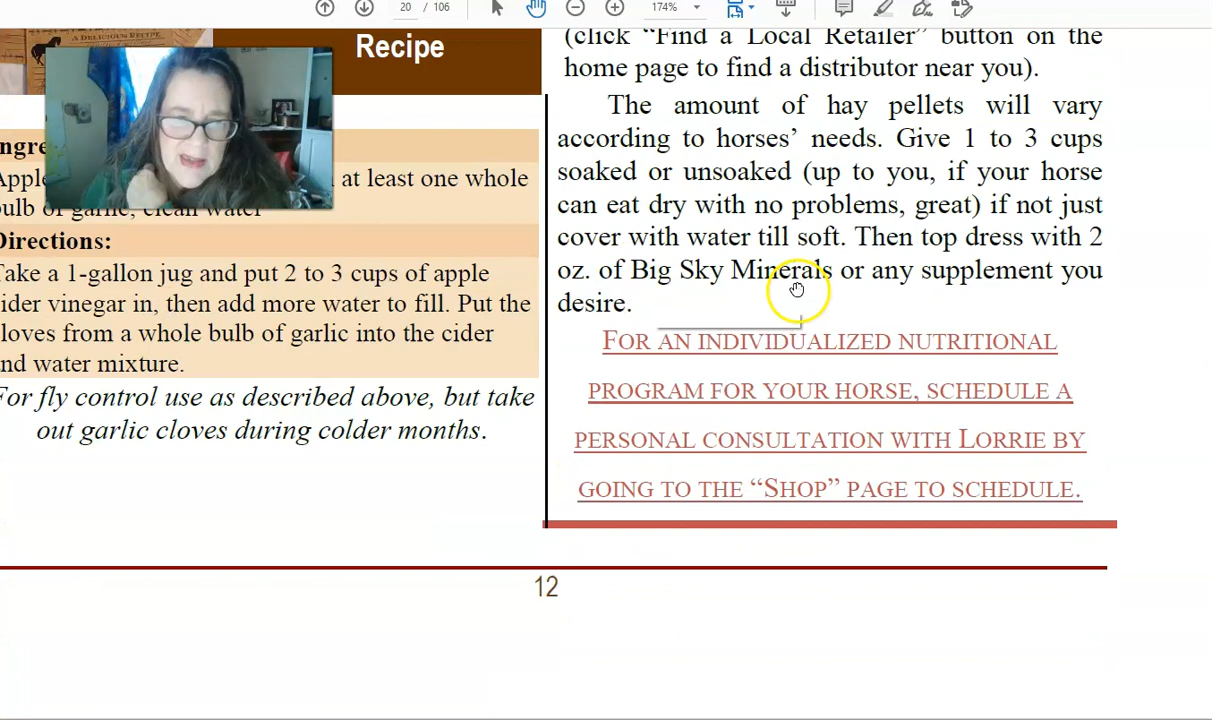 20 / 106
174%
A DELICIOUS RECIPE
Recipe
ngre
Apple
at least one whole
bulb of garlic, clean water
Directions:
Take a 1-gallon jug and put 2 to 3 cups of apple
cider vinegar in, then add more water to fill. Put the
cloves from a whole bulb of garlic into the cider
and water mixture.
For fly control use as described above, but take
out garlic cloves during colder months.
(click “Find a Local Retailer” button on the
home page to find a distributor near you).
The amount of hay pellets will vary
according to horses’ needs. Give 1 to 3 cups
soaked or unsoaked (up to you, if your horse
can eat dry with no problems, great) if not just
cover with water till soft. Then top dress with 2
oz. of Big Sky Minerals or any supplement you
desire.
FOR AN INDIVIDUALIZED NUTRITIONAL
PROGRAM FOR YOUR HORSE, SCHEDULE A
PERSONAL CONSULTATION WITH LORRIE BY
GOING TO THE “SHOP” PAGE TO SCHEDULE.
12